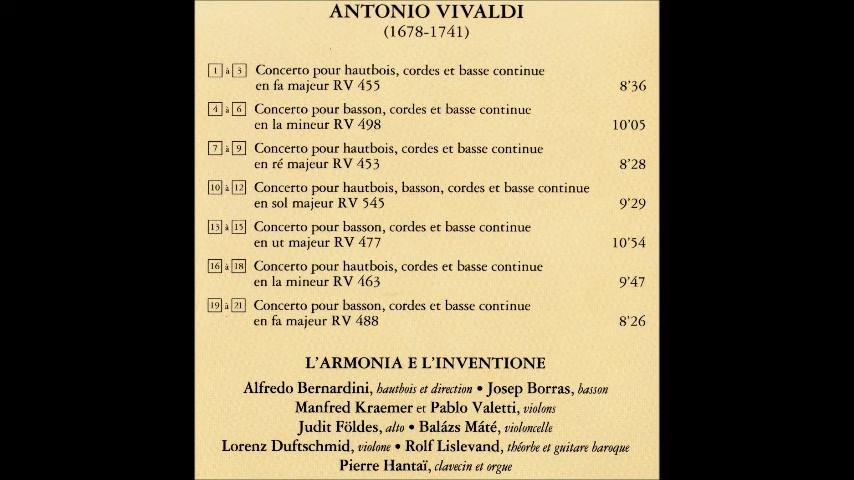 ANTONIO VIVALDI
(1678-1741)
1 à 3 Concerto pour hautbois, cordes et basse continue
en fa majeur RV 455 8'36
4 à 6 Concerto pour basson, cordes et basse continue
en la mineur RV 498 10'05
7 à 9 Concerto pour hautbois, cordes et basse continue
en ré majeur RV 453 8'28
10 à 12 Concerto pour hautbois, basson, cordes et basse continue
en sol majeur RV 545 9'29
13 à 15 Concerto pour basson, cordes et basse continue
en ut majeur RV 477 10'54
16 à 18 Concerto pour hautbois, cordes et basse continue
en la mineur RV 463 9'47
19 à 21 Concerto pour basson, cordes et basse continue
en fa majeur RV 488 8'26
L'ARMONIA E L'INVENTIONE
Alfredo Bernardini, hautbois et direction • Josep Borras, basson
Manfred Kraemer et Pablo Valetti, violons
Judit Földes, alto • Balázs Máté, violoncelle
Lorenz Duftschmid, violone • Rolf Lislevand, théorbe et guitare baroque
Pierre Hantaï, clavecin et orgue